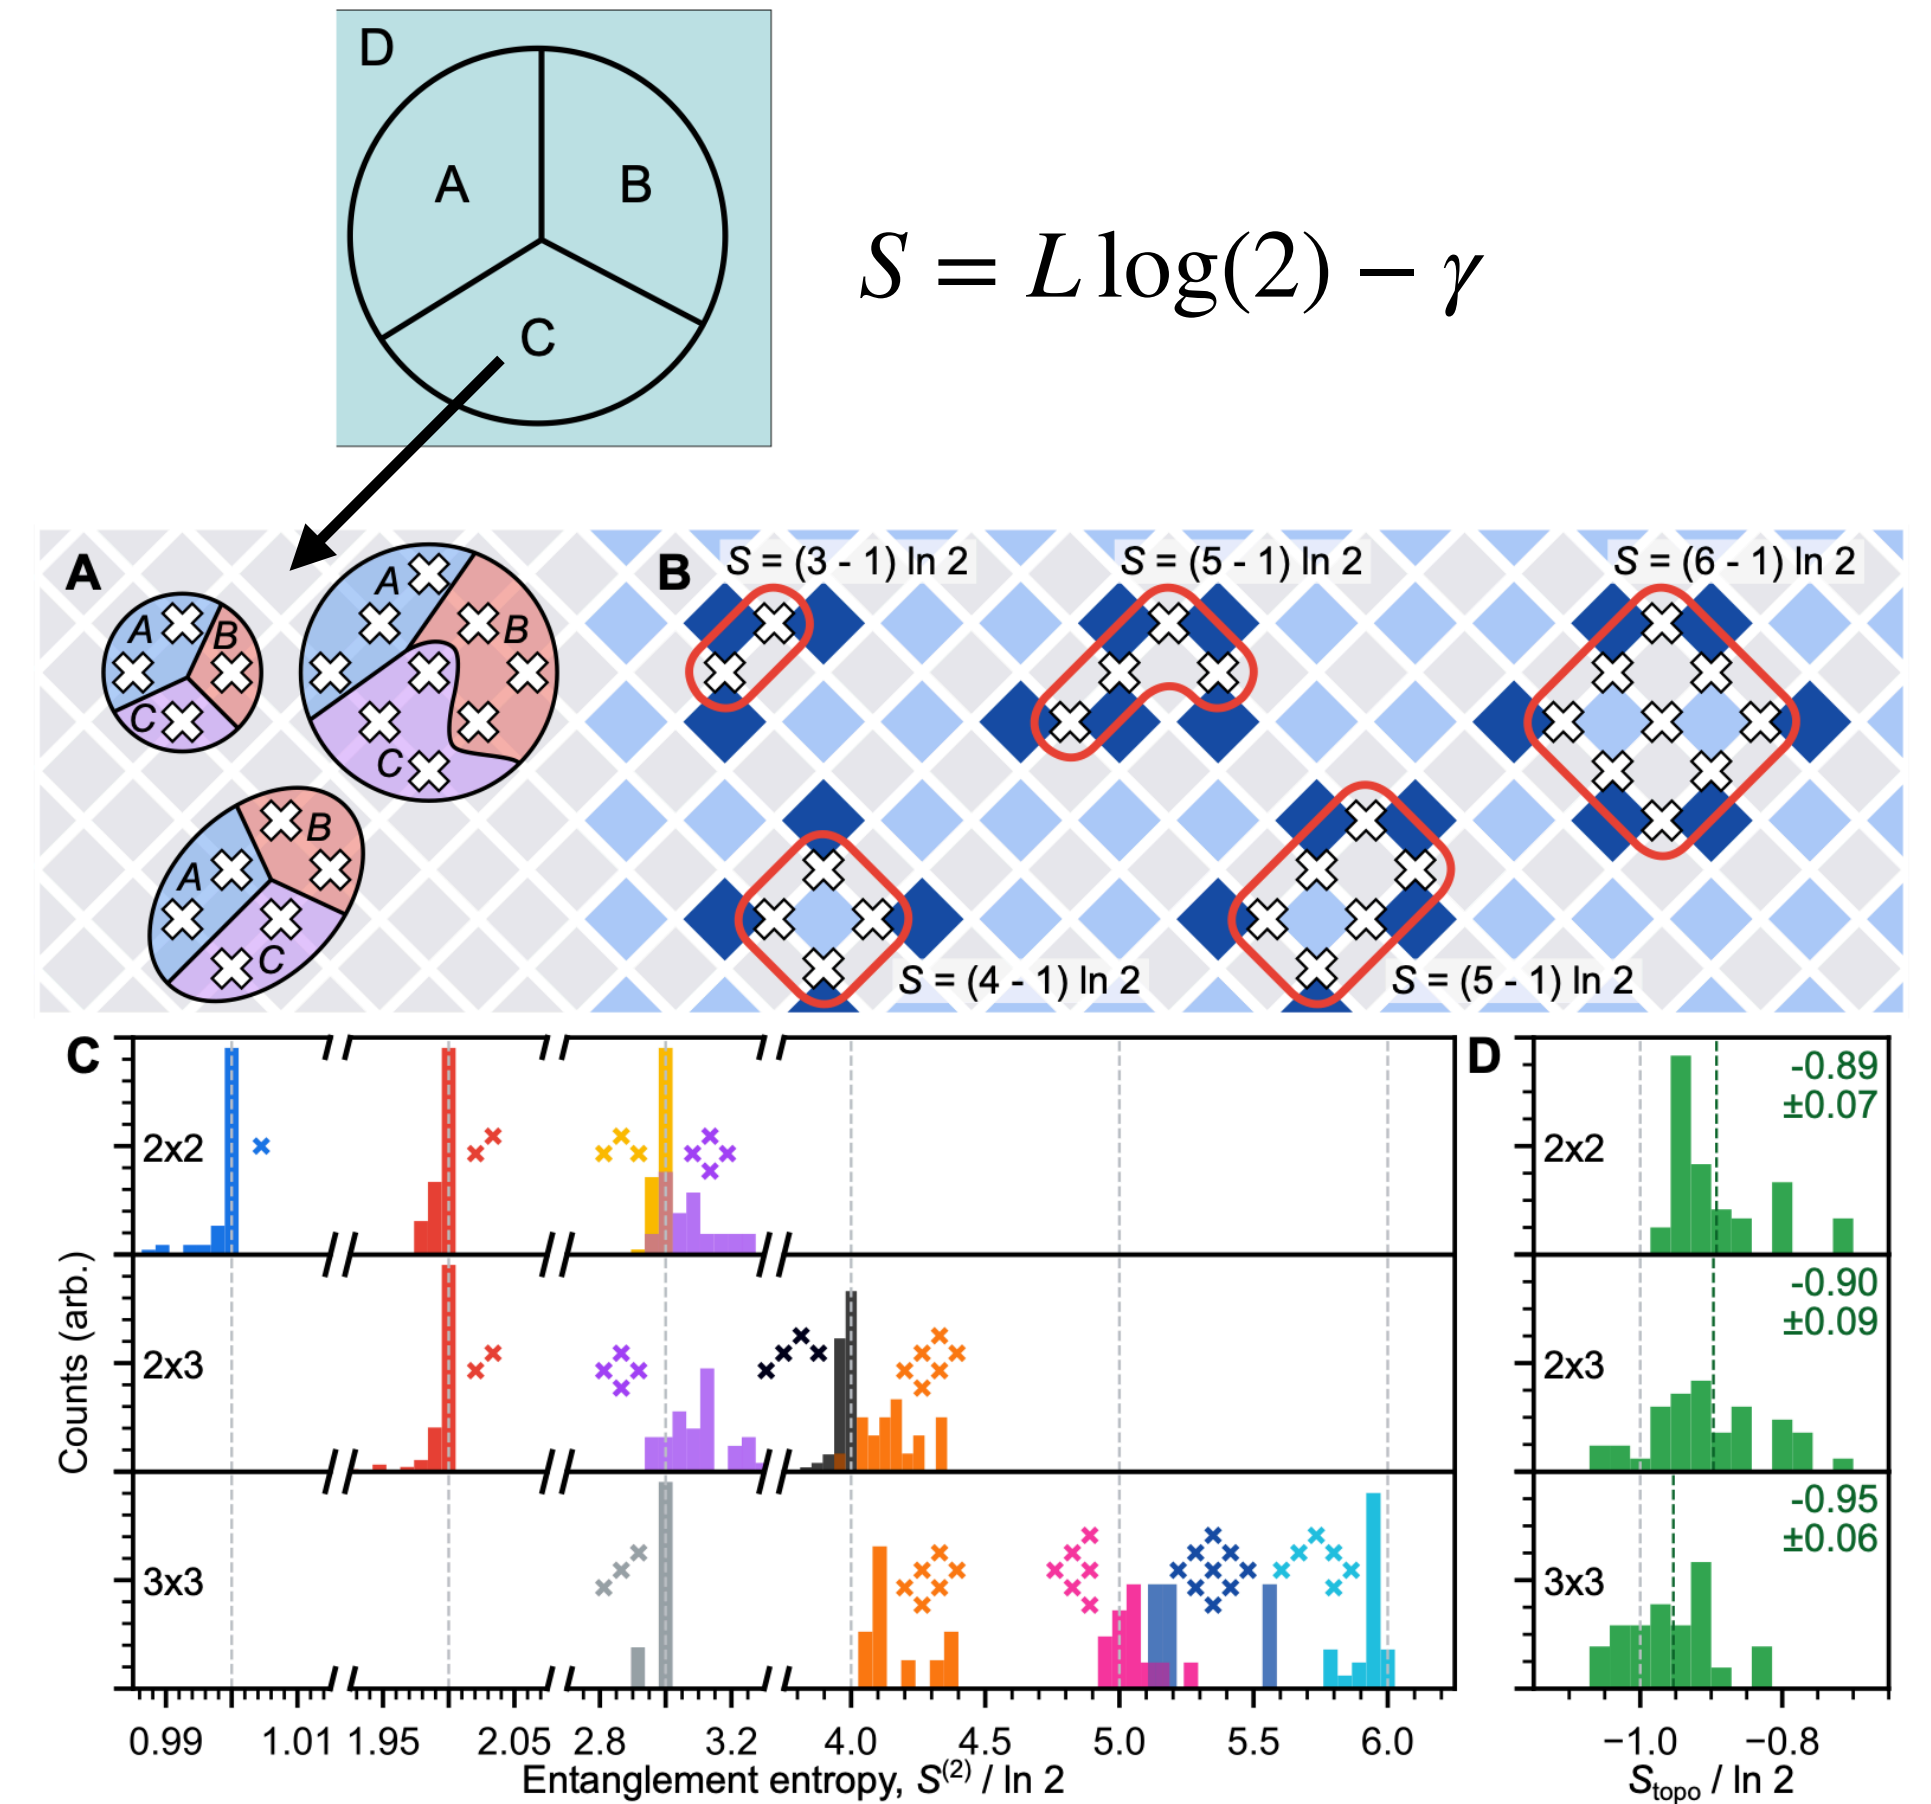 D
A
B
C
S = L log(2) − γ
A
A
B
C
A
B
C
A
B
C
B
S = (3 - 1) ln 2
S = (5 - 1) ln 2
S = (6 - 1) ln 2
S = (4 - 1) ln 2
S = (5 - 1) ln 2
C
Counts (arb.)
2x2
2x3
3x3
0.99 1.01 1.95 2.05 2.8 3.2 4.0 4.5 5.0 5.5 6.0
Entanglement entropy, S(2) / ln 2
D
-0.89
±0.07
2x2
-0.90
±0.09
2x3
-0.95
±0.06
3x3
−1.0 −0.8
Stopo / ln 2